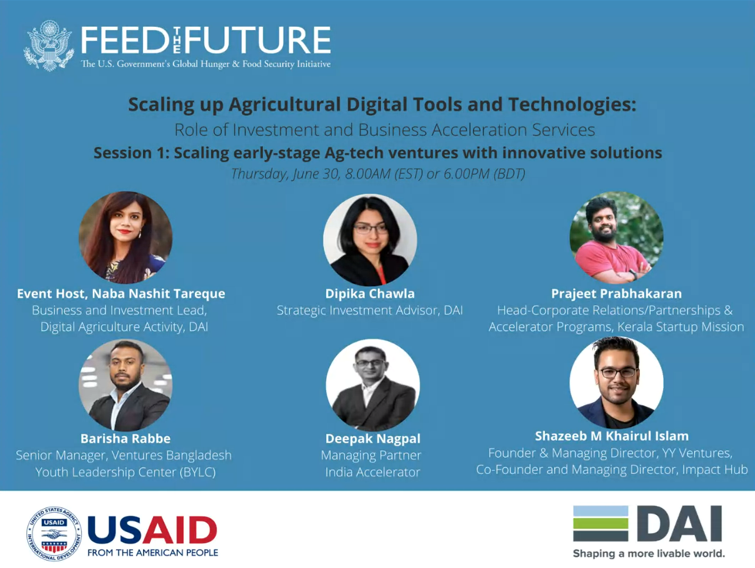 FEED THE FUTURE
The U.S. Government's Global Hunger & Food Security Initiative
Scaling up Agricultural Digital Tools and Technologies:
Role of Investment and Business Acceleration Services
Session 1: Scaling early-stage Ag-tech ventures with innovative solutions
Thursday, June 30, 8.00AM (EST) or 6.00PM (BDT)
Event Host, Naba Nashit Tareque
Business and Investment Lead,
Digital Agriculture Activity, DAI
Dipika Chawla
Strategic Investment Advisor, DAI
Prajeet Prabhakaran
Head-Corporate Relations/Partnerships &
Accelerator Programs, Kerala Startup Mission
Barisha Rabbe
Senior Manager, Ventures Bangladesh
Youth Leadership Center (BYLC)
Deepak Nagpal
Managing Partner
India Accelerator
Shazeeb M Khairul Islam
Founder & Managing Director, YY Ventures,
Co-Founder and Managing Director, Impact Hub
UNITED STATES AGENCY
USAID
INTERNATIONAL DEVELOPMENT
USAID
FROM THE AMERICAN PEOPLE
DAI
Shaping a more livable world.